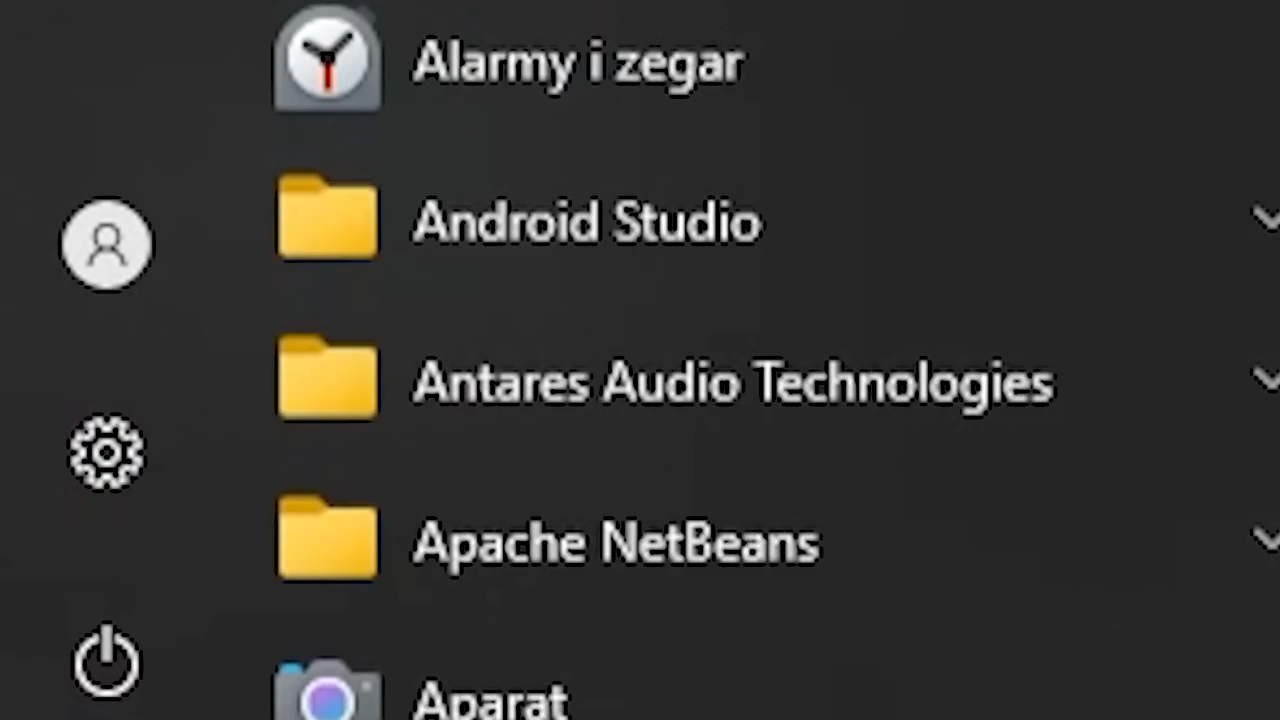 Alarmy i zegar
Android Studio
Antares Audio Technologies
Apache NetBeans
Aparat